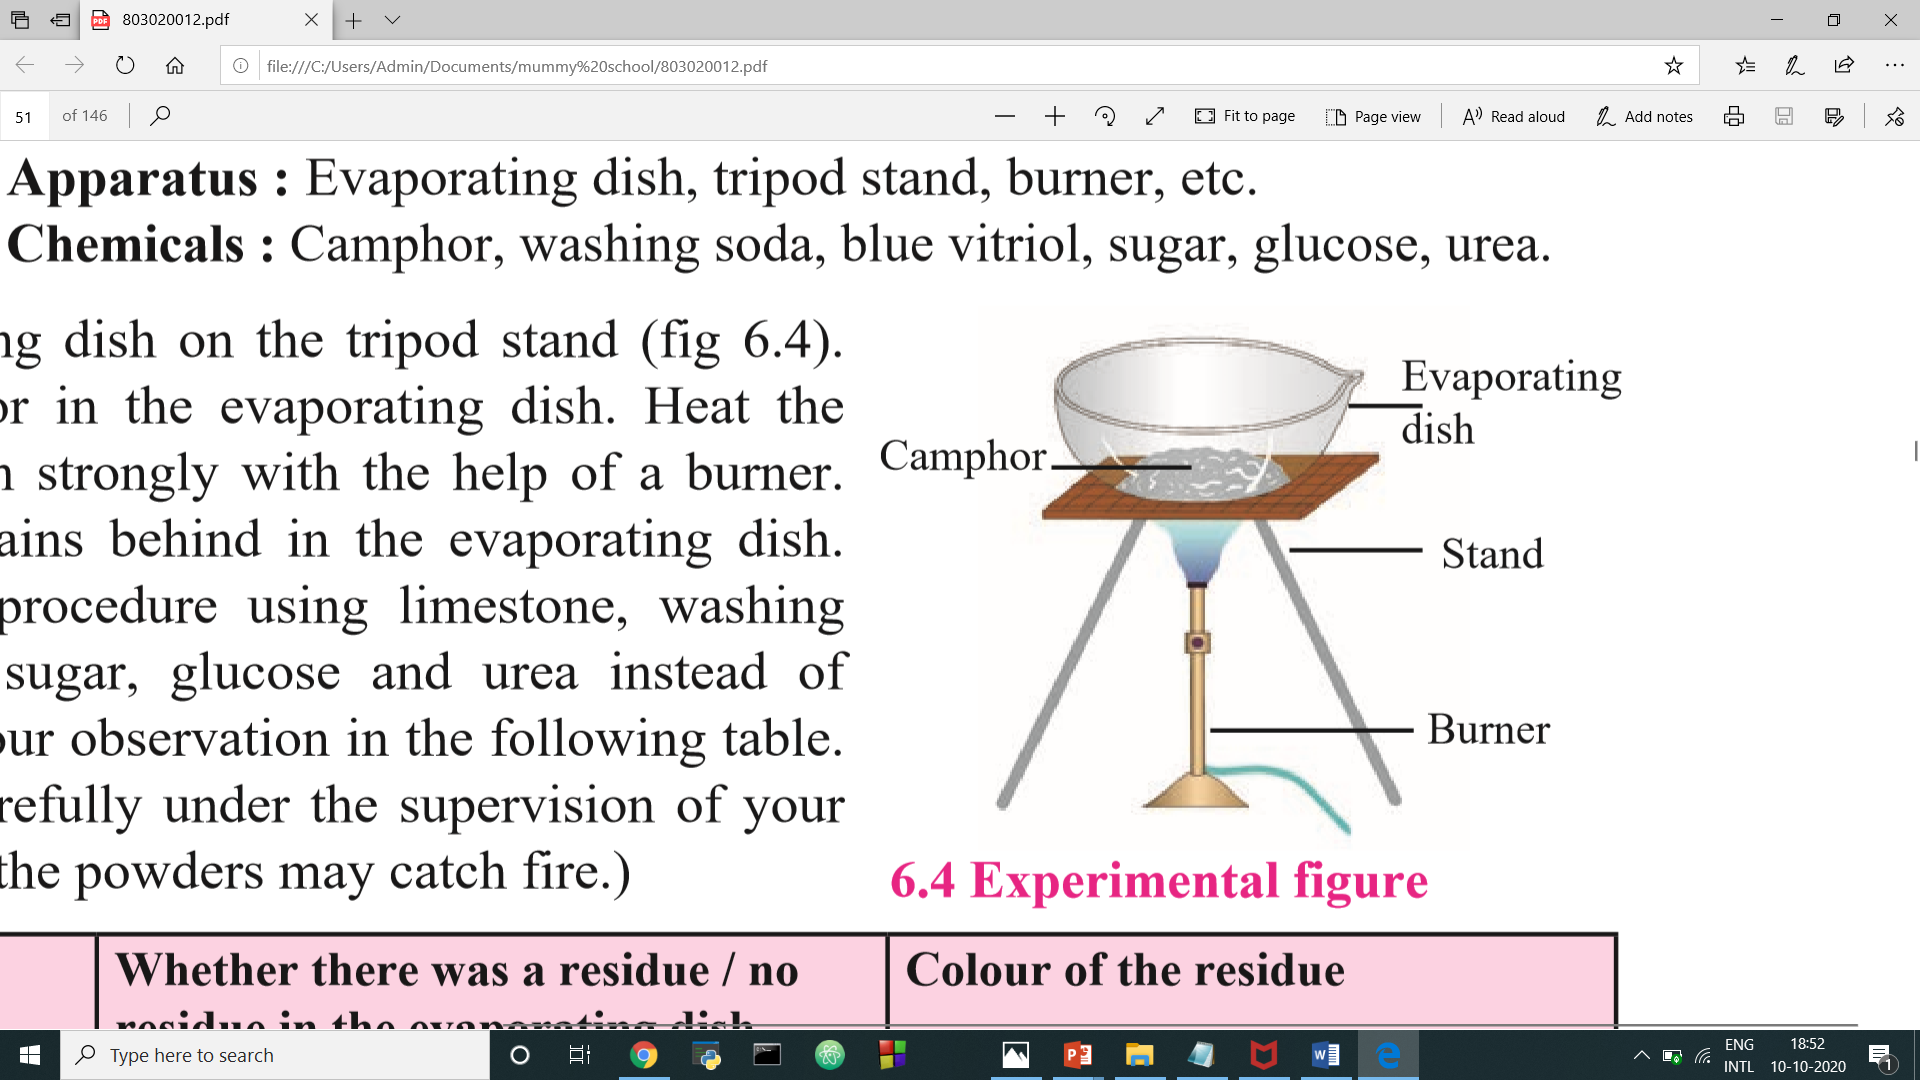 803020012.pdf
file:///C:/Users/Admin/Documents/mummy%20school/803020012.pdf
51 of 146
Fit to page
Page view
Read aloud
Add notes
Apparatus : Evaporating dish, tripod stand, burner, etc.
Chemicals : Camphor, washing soda, blue vitriol, sugar, glucose, urea.
ng dish on the tripod stand (fig 6.4).
or in the evaporating dish. Heat the
strongly with the help of a burner.
ains behind in the evaporating dish.
procedure using limestone, washing
sugar, glucose and urea instead of
our observation in the following table.
refully under the supervision of your
the powders may catch fire.)
Evaporating
dish
Camphor
Stand
Burner
6.4 Experimental figure
Whether there was a residue / no
residue in the evaporating dish
Colour of the residue
Type here to search
ENG
INTL
18:52
10-10-2020
1